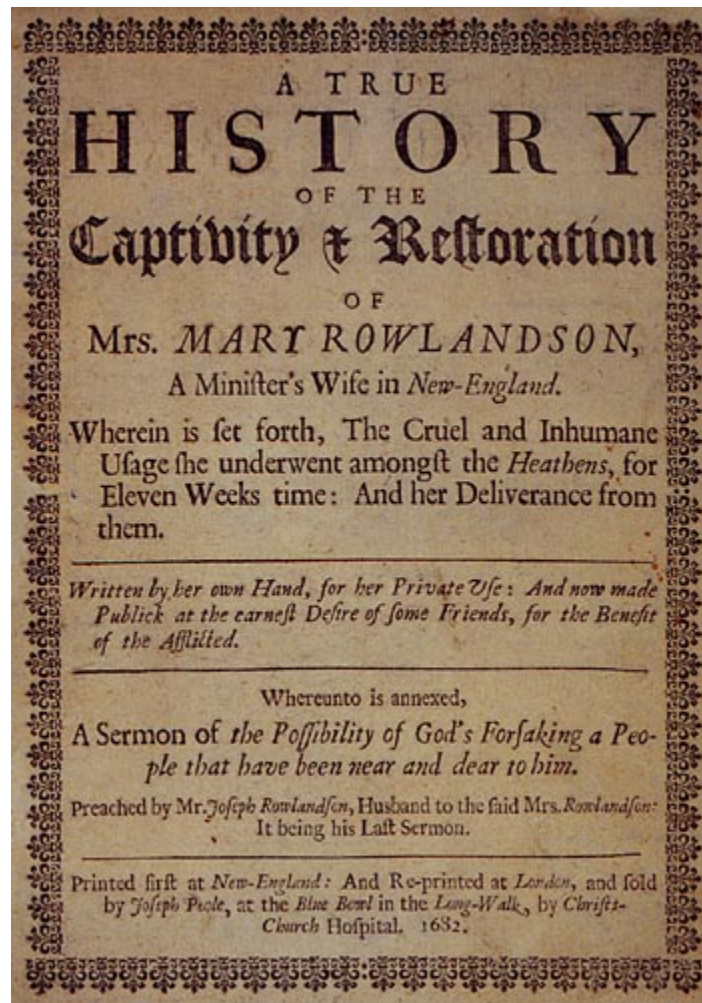 A TRUE
HISTORY
OF THE
Captivity & Reſtoration
OF
Mrs. MARY ROWLANDSON,
A Miniſter's Wife in New-England.
Wherein is ſet forth, The Cruel and Inhumane
Uſage ſhe underwent amongſt the Heathens, for
Eleven Weeks time: And her Deliverance from
them.
Written by her own Hand, for her Private Uſe: And now made
Publick at the earneſt Deſire of ſome Friends, for the Benefit
of the Afflicted.
Whereunto is annexed,
A Sermon of the Poſſibility of God's Forſaking a Peo-
ple that have been near and dear to him.
Preached by Mr. Joſeph Rowlandſon, Husband to the ſaid Mrs. Rowlandſon:
It being his Laſt Sermon.
Printed firſt at New-England: And Re-printed at London, and ſold
by Joſeph Poole, at the Blue Bowl in the Long-Walk, by Chriſts-
Church Hoſpital. 1682.